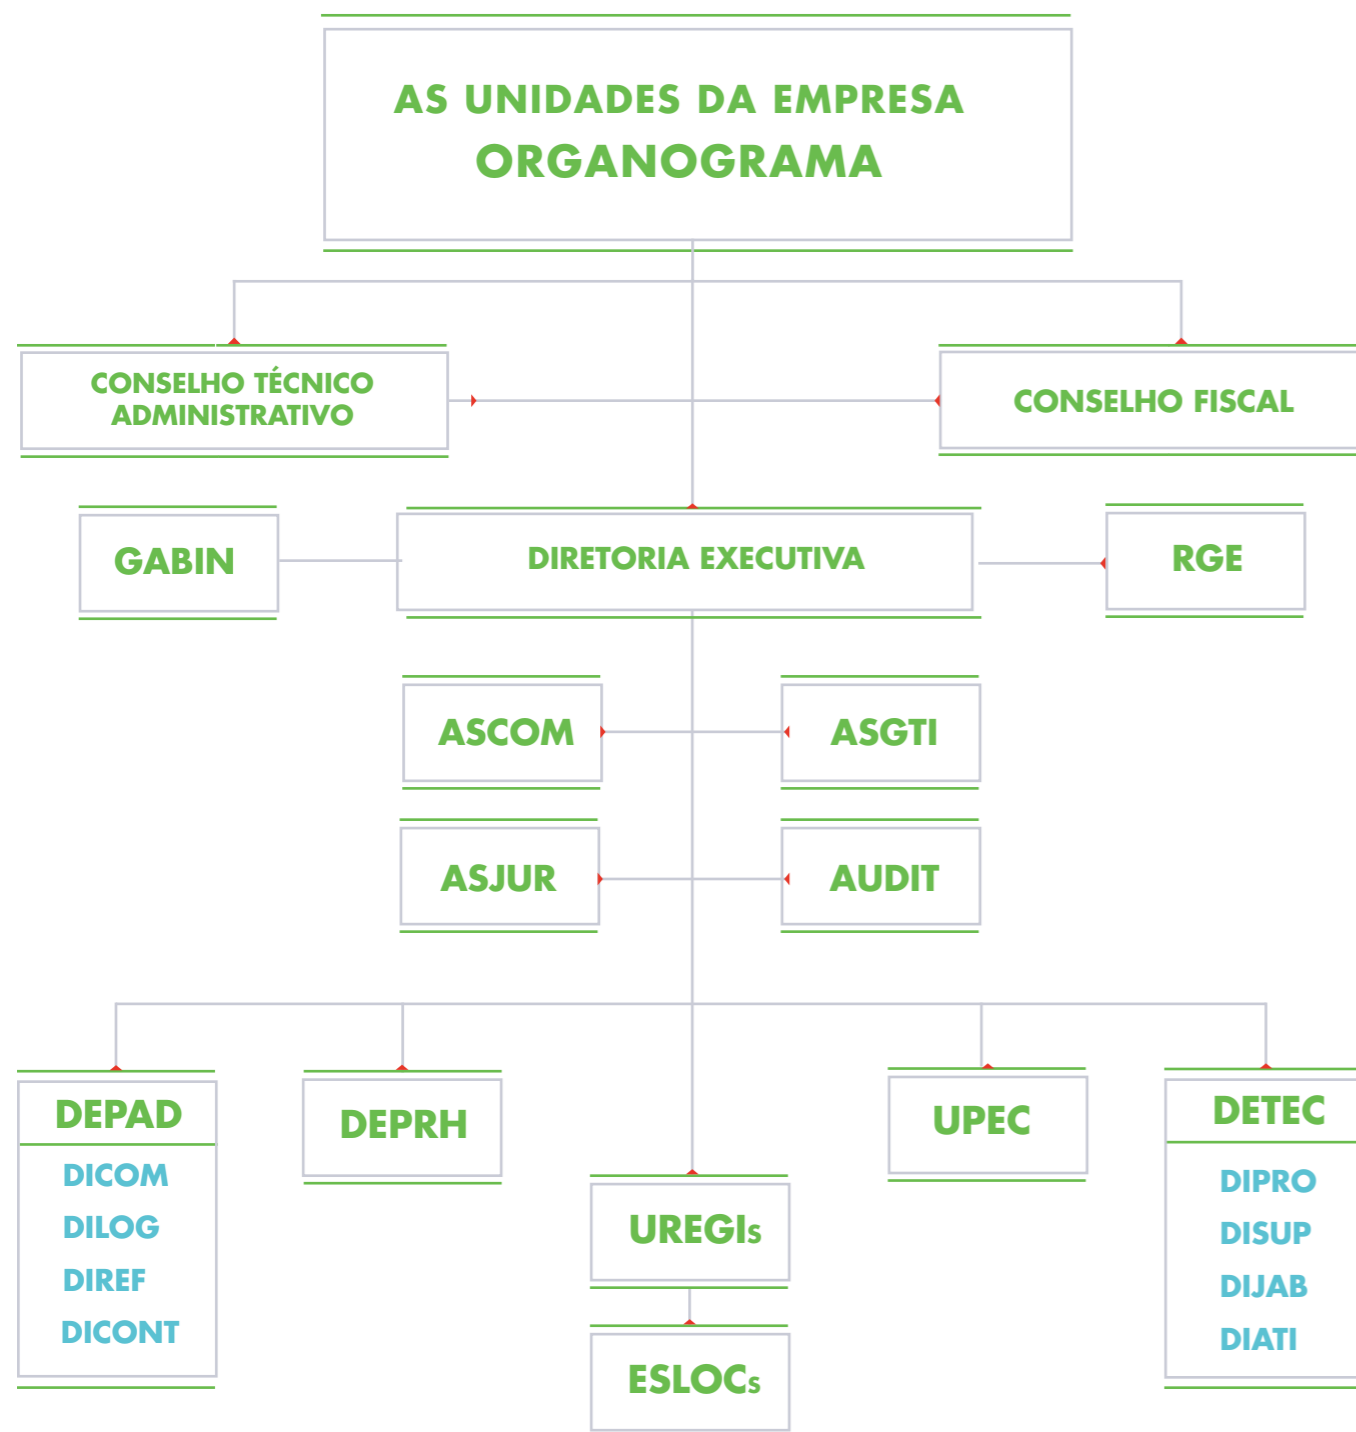 AS UNIDADES DA EMPRESA
ORGANOGRAMA
CONSELHO TÉCNICO
ADMINISTRATIVO
CONSELHO FISCAL
GABIN
DIRETORIA EXECUTIVA
RGE
ASCOM
ASGTI
ASJUR
AUDIT
DEPAD
DICOM
DILOG
DIREF
DICONT
DEPRH
UREGIs
ESLOCs
UPEC
DETEC
DIPRO
DISUP
DIJAB
DIATI